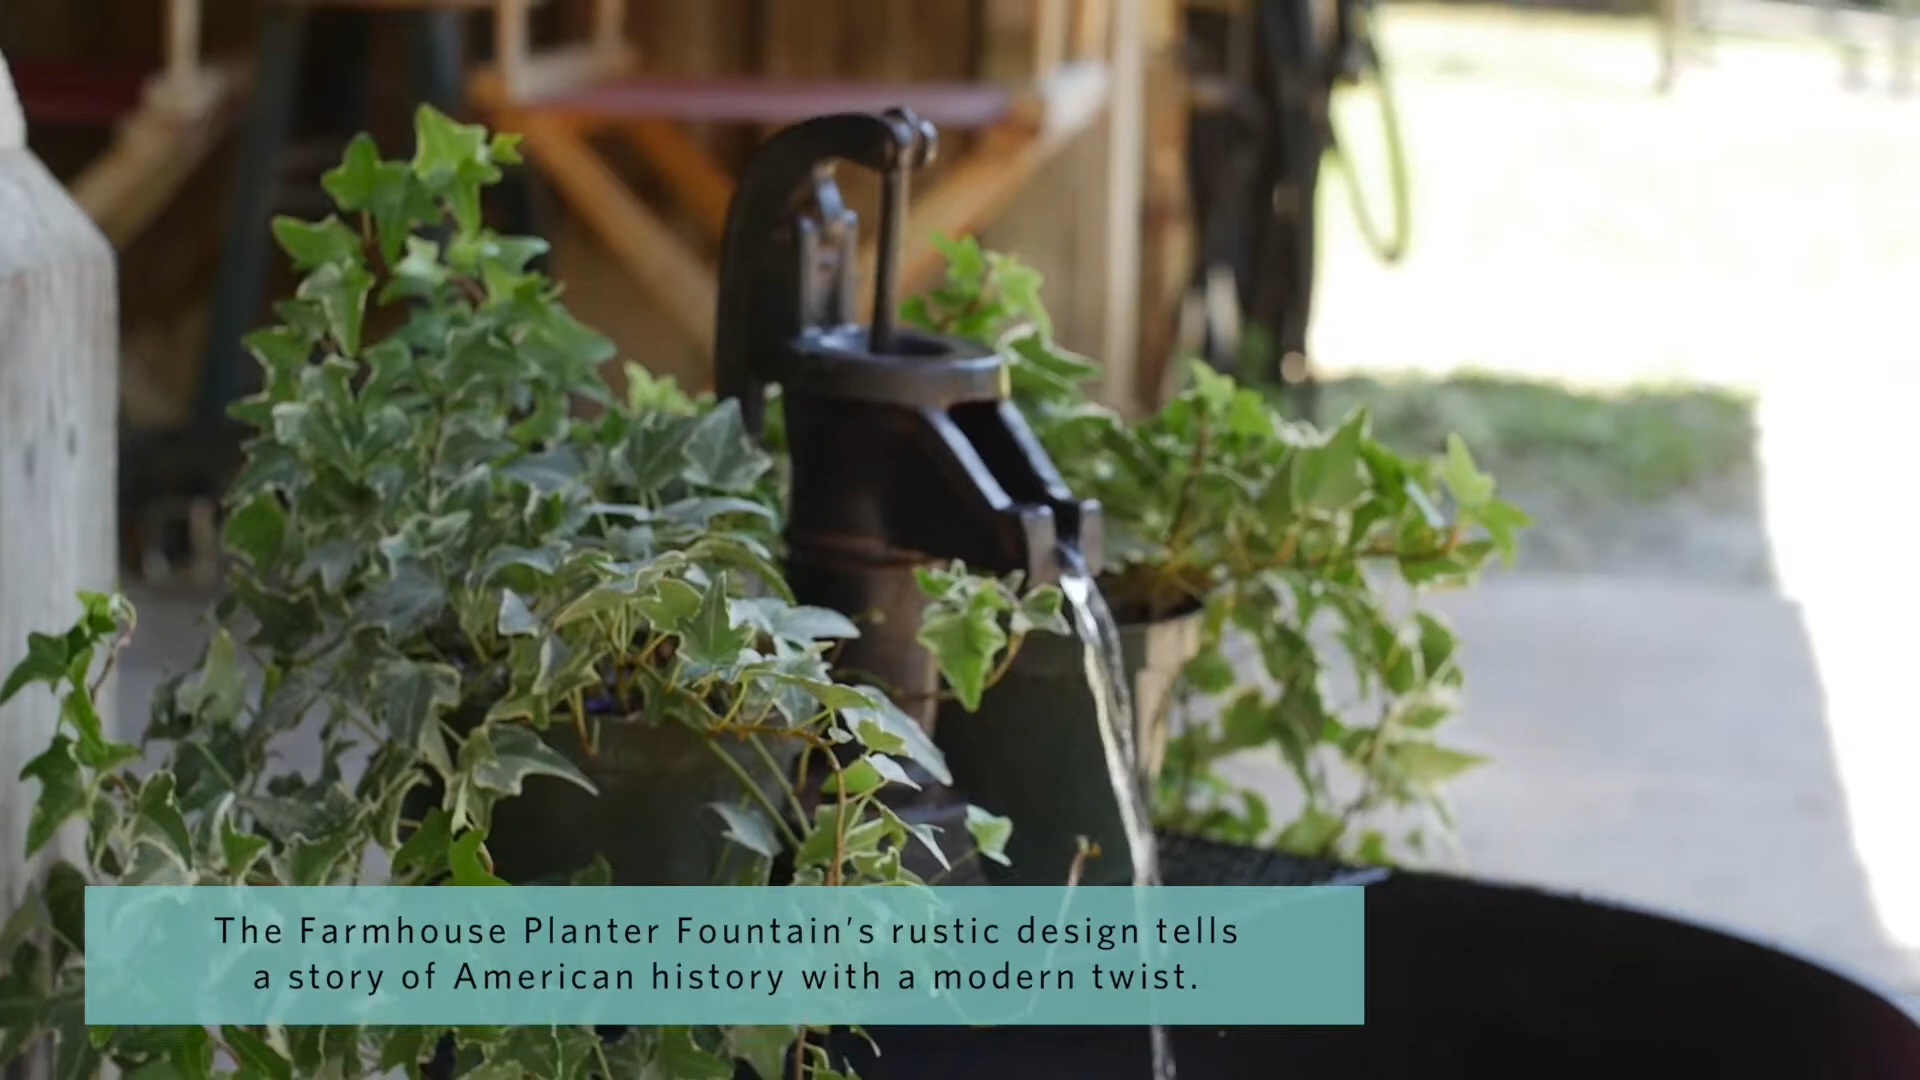 The Farmhouse Planter Fountain’s rustic design tells
a story of American history with a modern twist.